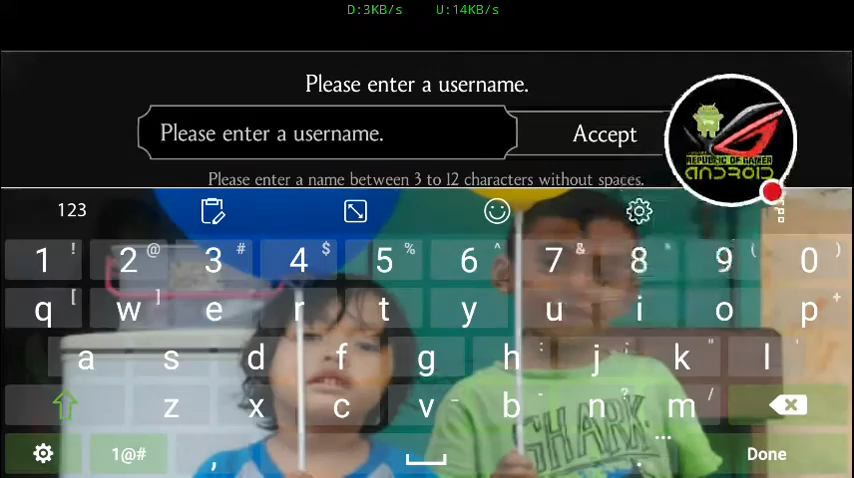 D:3KB/s U:14KB/s
Please enter a username.
Please enter a username. Accept
Please enter a name between 3 to 12 characters without spaces.
REPUBLIC OF GAMER
ANDROID
123
1 ! 2 @ 3 # 4 $ 5 % 6 ^ 7 & 8 * 9 ( 0 )
q [ w ] e r t y u i o p +
a s d f g h : j ; k " l '
z x c v - b n ? m /
1@# , . ... Done
SHARK